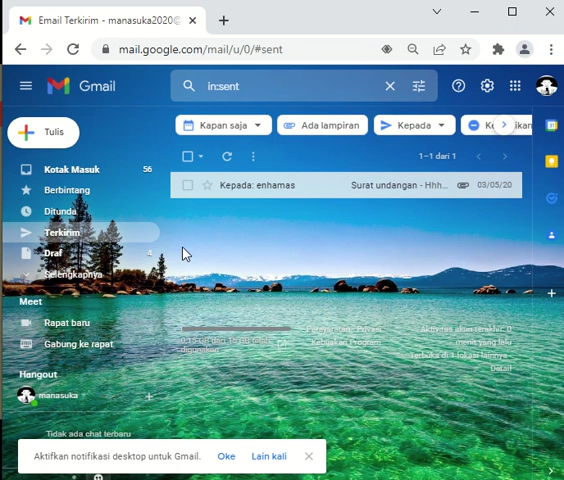 Email Terkirim - manasuka2020@
mail.google.com/mail/u/0/#sent
Gmail
in:sent
Tulis
Kapan saja
Ada lampiran
Kepada
Kotak Masuk 56
1–1 dari 1
Berbintang
Kepada: enhamas Surat undangan - Hhh... 03/05/20
Ditunda
Terkirim
Draf 4
Selengkapnya
Meet
Rapat baru
Gabung ke rapat
digunakan
Persyaratan · Privasi
Kebijakan Program
Aktivitas akun terakhir: 0
menit yang lalu
Terbuka di 1 lokasi lainnya
Detail
Hangout
manasuka
Tidak ada chat terbaru
Aktifkan notifikasi desktop untuk Gmail. Oke Lain kali